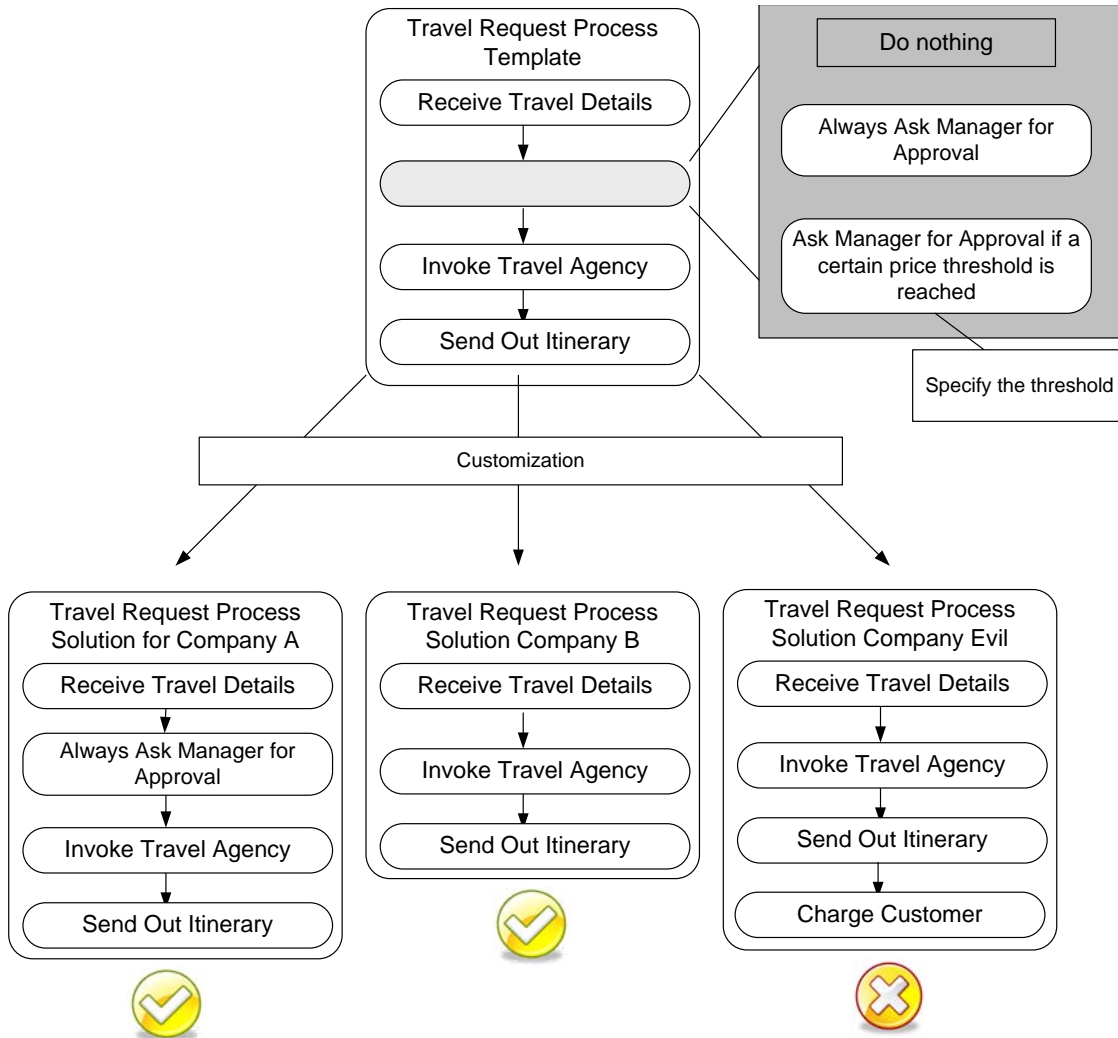 Travel Request Process
Template
Receive Travel Details
Invoke Travel Agency
Send Out Itinerary
Do nothing
Always Ask Manager for
Approval
Ask Manager for Approval if a
certain price threshold is
reached
Specify the threshold
Customization
Travel Request Process
Solution for Company A
Receive Travel Details
Always Ask Manager for
Approval
Invoke Travel Agency
Send Out Itinerary
Travel Request Process
Solution Company B
Receive Travel Details
Invoke Travel Agency
Send Out Itinerary
Travel Request Process
Solution Company Evil
Receive Travel Details
Invoke Travel Agency
Send Out Itinerary
Charge Customer